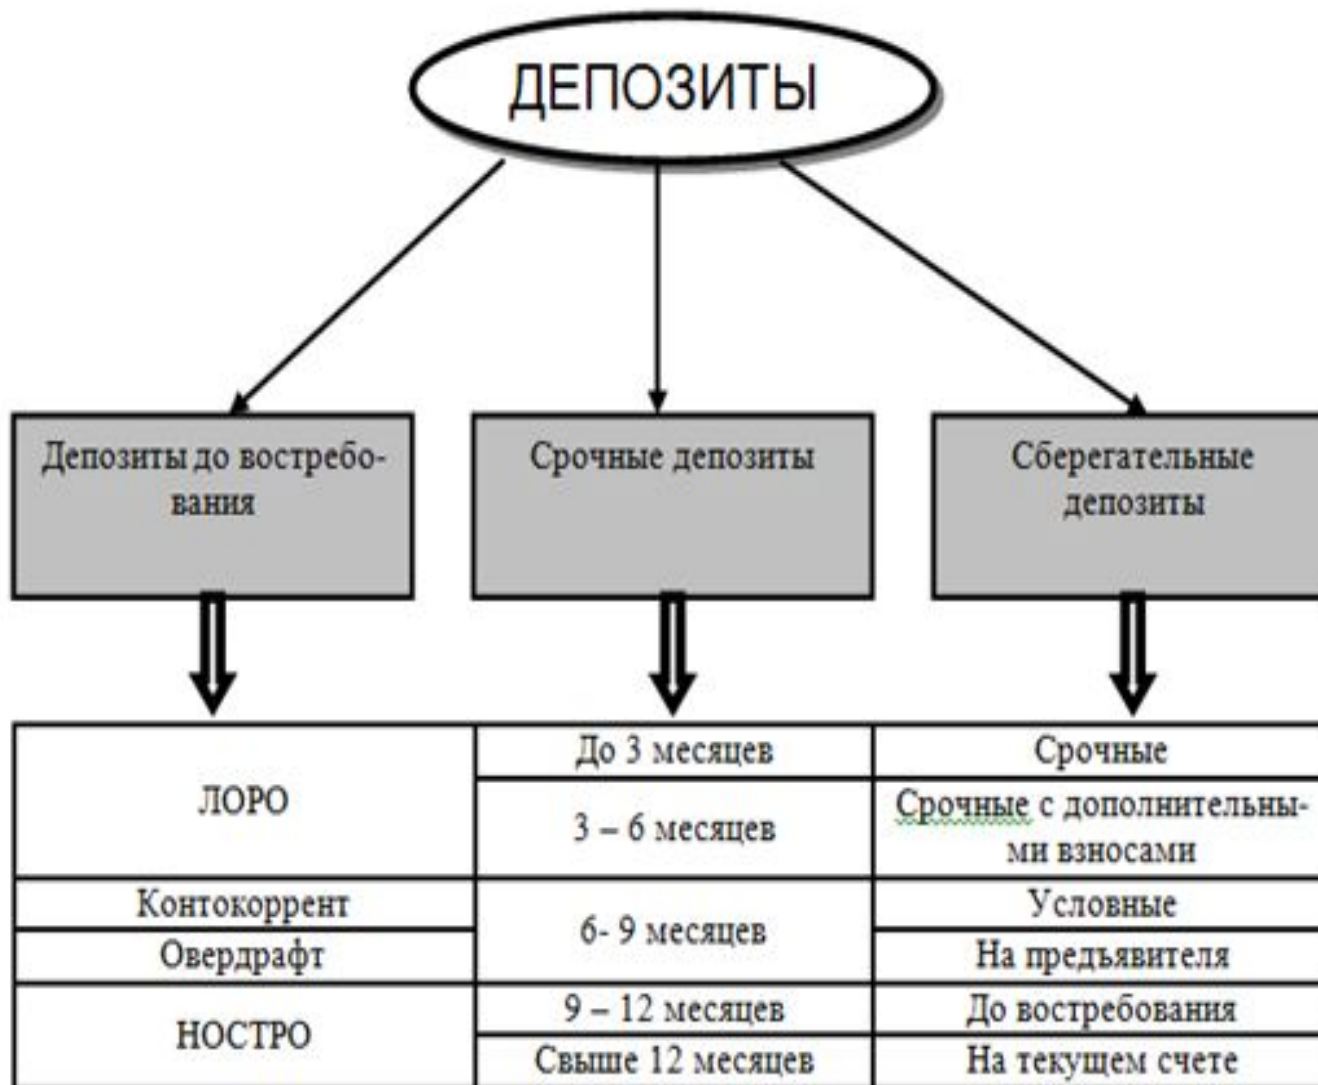 ДЕПОЗИТЫ
Депозиты до востребо-
вания
Срочные депозиты
Сберегательные
депозиты
ЛОРО
Контокоррент
Овердрафт
НОСТРО
До 3 месяцев
3 – 6 месяцев
6- 9 месяцев
9 – 12 месяцев
Свыше 12 месяцев
Срочные
Срочные с дополнительны-
ми взносами
Условные
На предъявителя
До востребования
На текущем счете